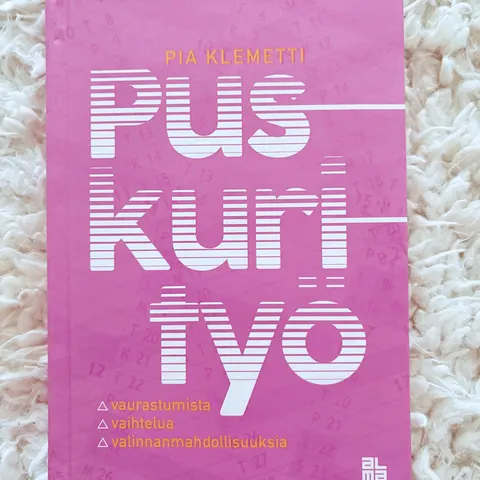 PIA KLEMETTI
Pus-
kuri-
työ
△ vaurastumista
△ vaihtelua
△ valinnanmahdollisuuksia
ALMA